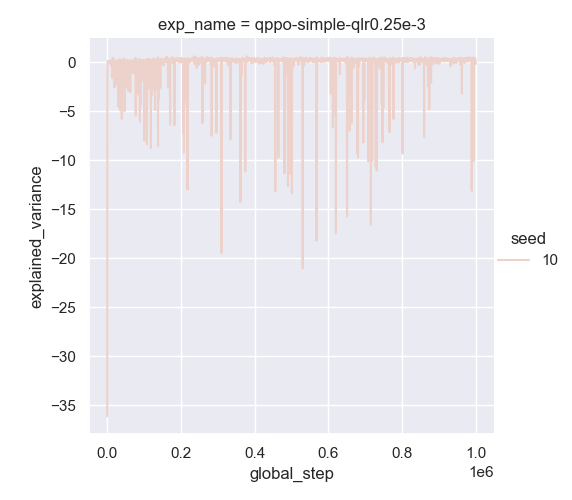 exp_name = qppo-simple-qlr0.25e-3
0
−5
−10
−15
−20
−25
−30
−35
explained_variance
0.0 0.2 0.4 0.6 0.8 1.0
1e6
global_step
seed
10